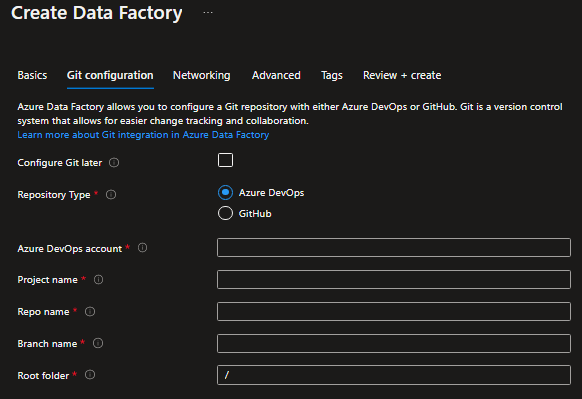 Create Data Factory ...
Basics Git configuration Networking Advanced Tags Review + create
Azure Data Factory allows you to configure a Git repository with either Azure DevOps or GitHub. Git is a version control
system that allows for easier change tracking and collaboration.
Learn more about Git integration in Azure Data Factory
Configure Git later
Repository Type * Azure DevOps
GitHub
Azure DevOps account *
Project name *
Repo name *
Branch name *
Root folder * /